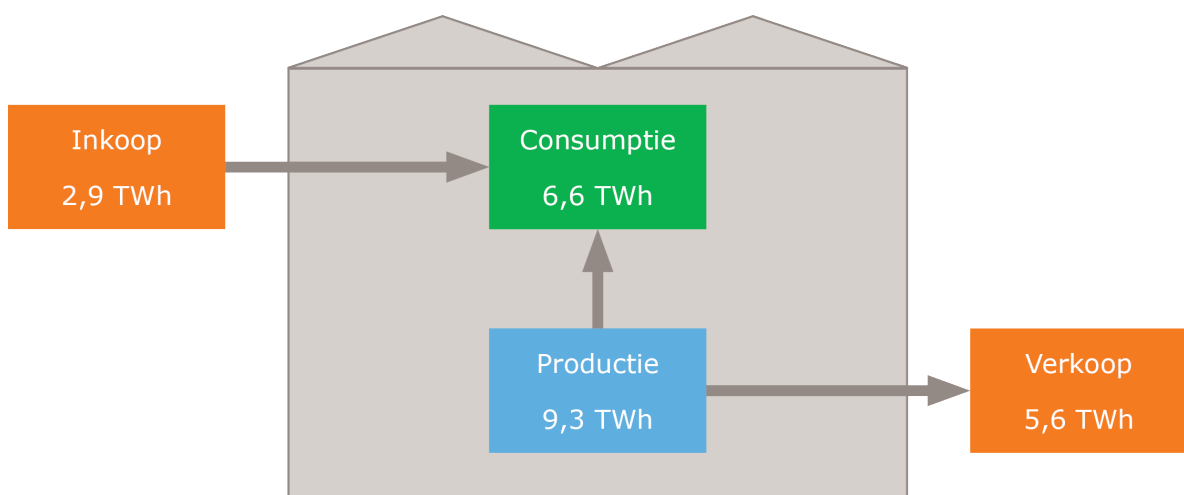 Inkoop
2,9 TWh
Consumptie
6,6 TWh
Productie
9,3 TWh
Verkoop
5,6 TWh